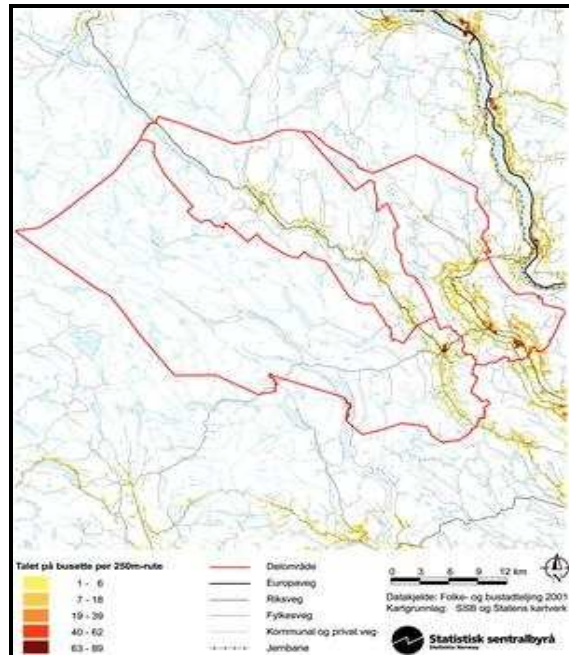 Talet på busette per 250m-rute
1 - 6
7 - 18
19 - 39
40 - 62
63 - 89
Delområde
Europaveg
Riksveg
Fylkesveg
Kommunal og privat veg
Jernbane
0 3 6 9 12 km
Datakjelde: Folke- og bustadteljing 2001
Kartgrunnlag: SSB og Statens kartverk
Statistisk sentralbyrå
Statistics Norway